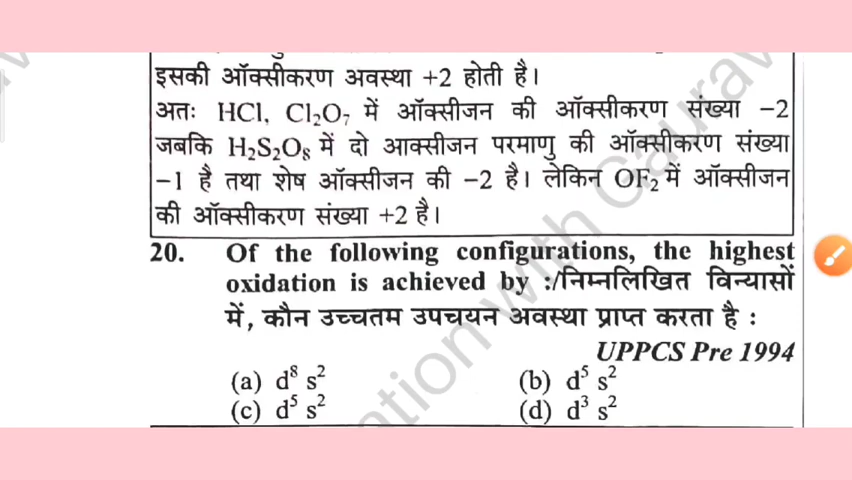 इसकी ऑक्सीकरण अवस्था +2 होती है।
अतः HCl, Cl₂O₇ में ऑक्सीजन की ऑक्सीकरण संख्या –2
जबकि H₂S₂O₈ में दो आक्सीजन परमाणु की ऑक्सीकरण संख्या
–1 है तथा शेष ऑक्सीजन की –2 है। लेकिन OF₂ में ऑक्सीजन
की ऑक्सीकरण संख्या +2 है।
20. Of the following configurations, the highest
oxidation is achieved by :/निम्नलिखित विन्यासों
में, कौन उच्चतम उपचयन अवस्था प्राप्त करता है :
UPPCS Pre 1994
(a) d⁸ s² (b) d⁵ s²
(c) d⁵ s² (d) d³ s²